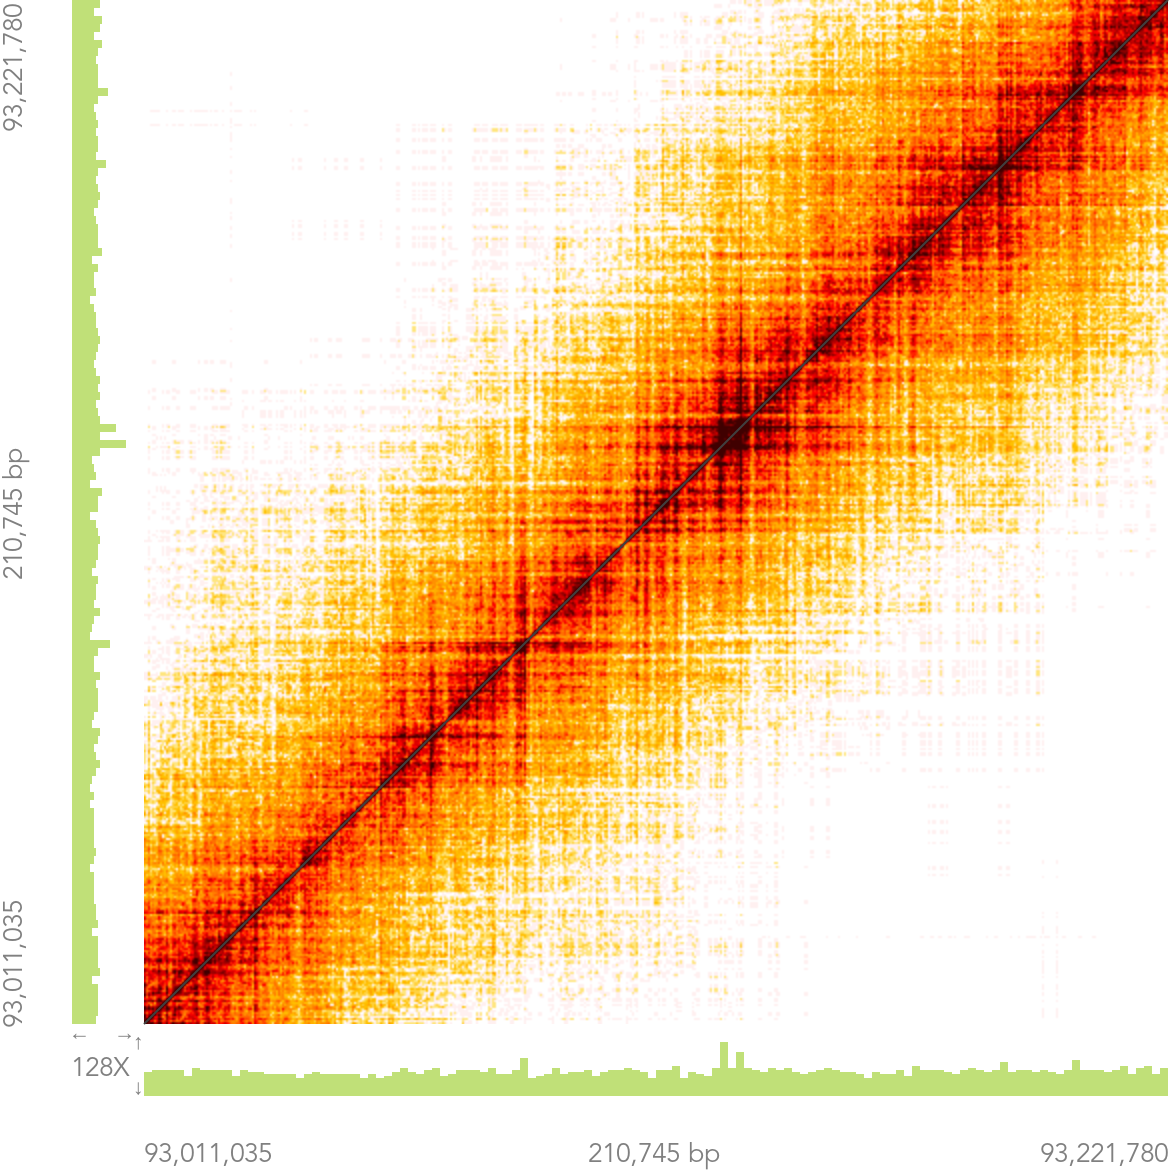 93,221,780
210,745 bp
93,011,035
← →
↑
128X
↓
93,011,035 210,745 bp 93,221,780